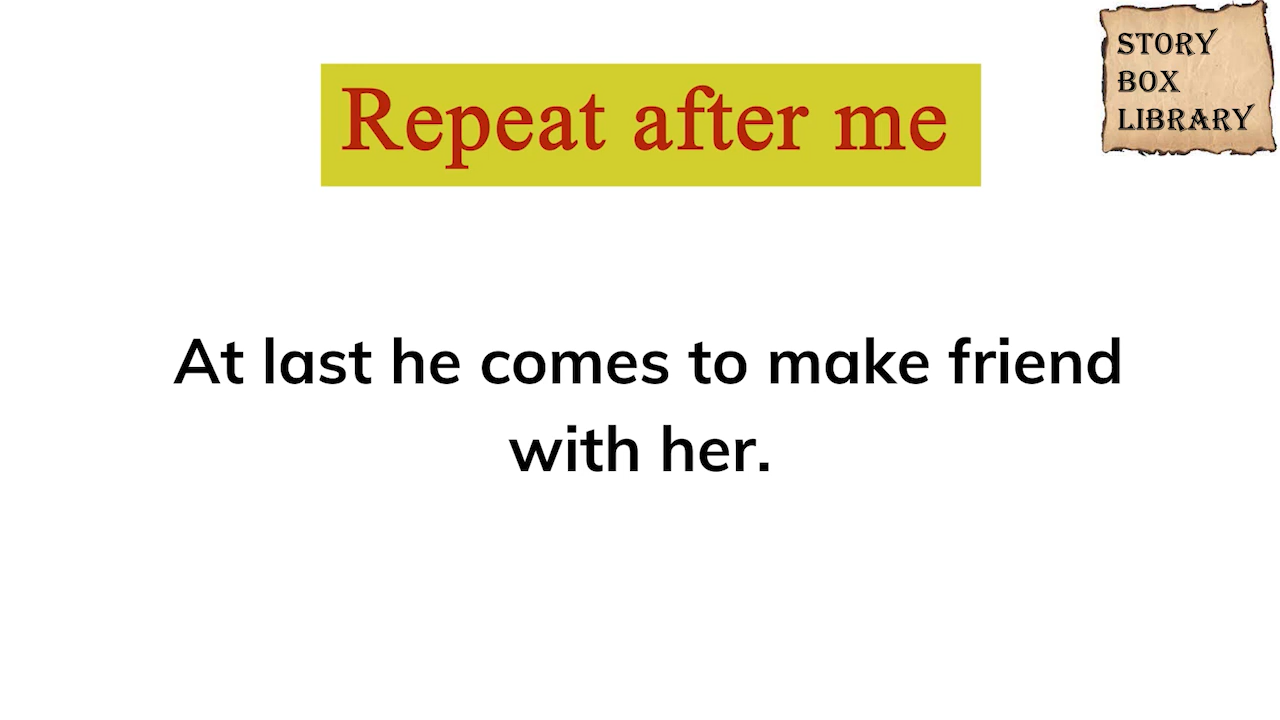 STORY
BOX
LIBRARY
Repeat after me
At last he comes to make friend
with her.